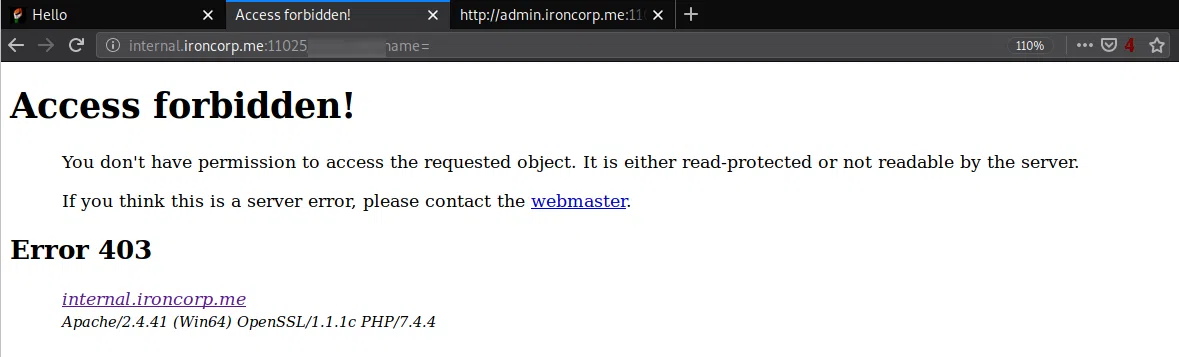 Hello
Access forbidden!
http://admin.ironcorp.me:110
internal.ironcorp.me:11025 name=
110%
4
Access forbidden!
You don't have permission to access the requested object. It is either read-protected or not readable by the server.
If you think this is a server error, please contact the webmaster.
Error 403
internal.ironcorp.me
Apache/2.4.41 (Win64) OpenSSL/1.1.1c PHP/7.4.4